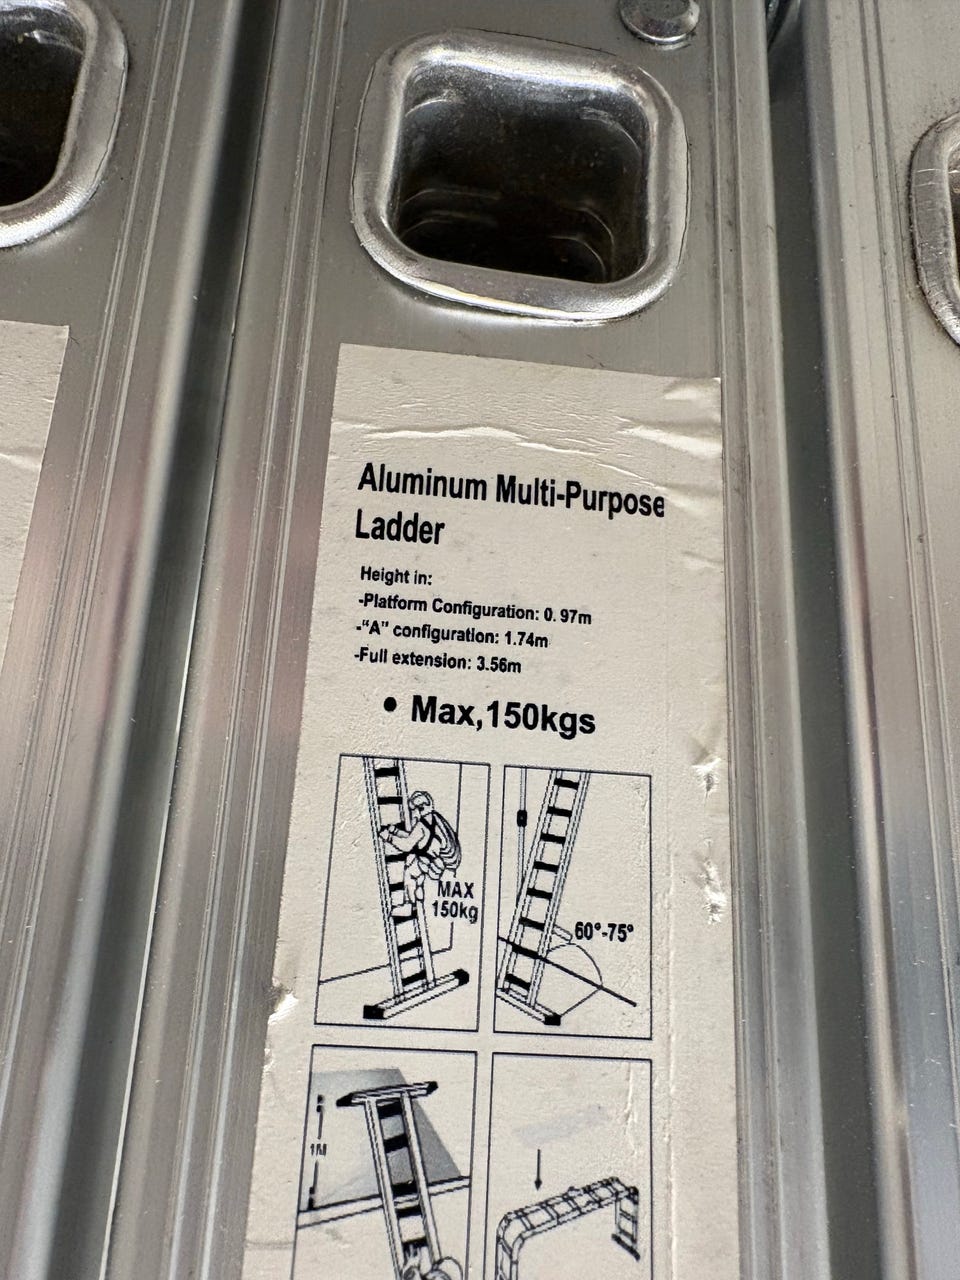 Aluminum Multi-Purpose
Ladder
Height in:
-Platform Configuration: 0. 97m
-“A” configuration: 1.74m
-Full extension: 3.56m
• Max,150kgs
MAX
150kg
60°-75°
1M